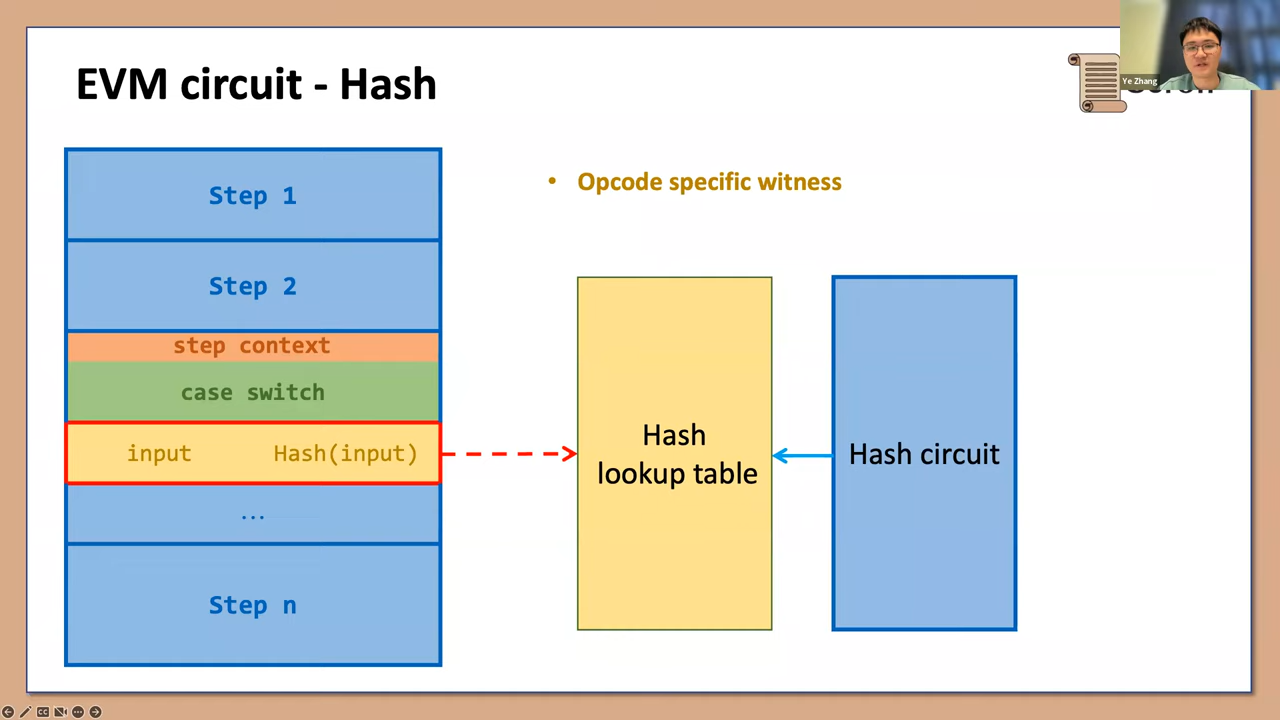 EVM circuit - Hash
Ye Zhang
Step 1
Step 2
step context
case switch
input Hash(input)
...
Step n
• Opcode specific witness
Hash
lookup table
Hash circuit
CC